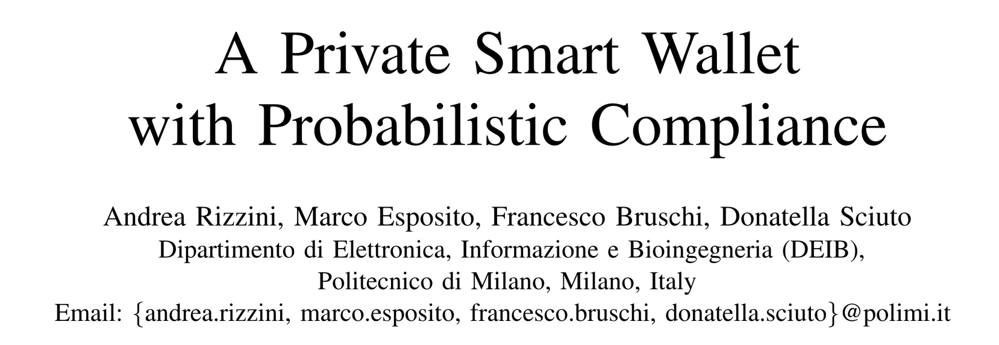 A Private Smart Wallet
with Probabilistic Compliance
Andrea Rizzini, Marco Esposito, Francesco Bruschi, Donatella Sciuto
Dipartimento di Elettronica, Informazione e Bioingegneria (DEIB),
Politecnico di Milano, Milano, Italy
Email: {andrea.rizzini, marco.esposito, francesco.bruschi, donatella.sciuto}@polimi.it